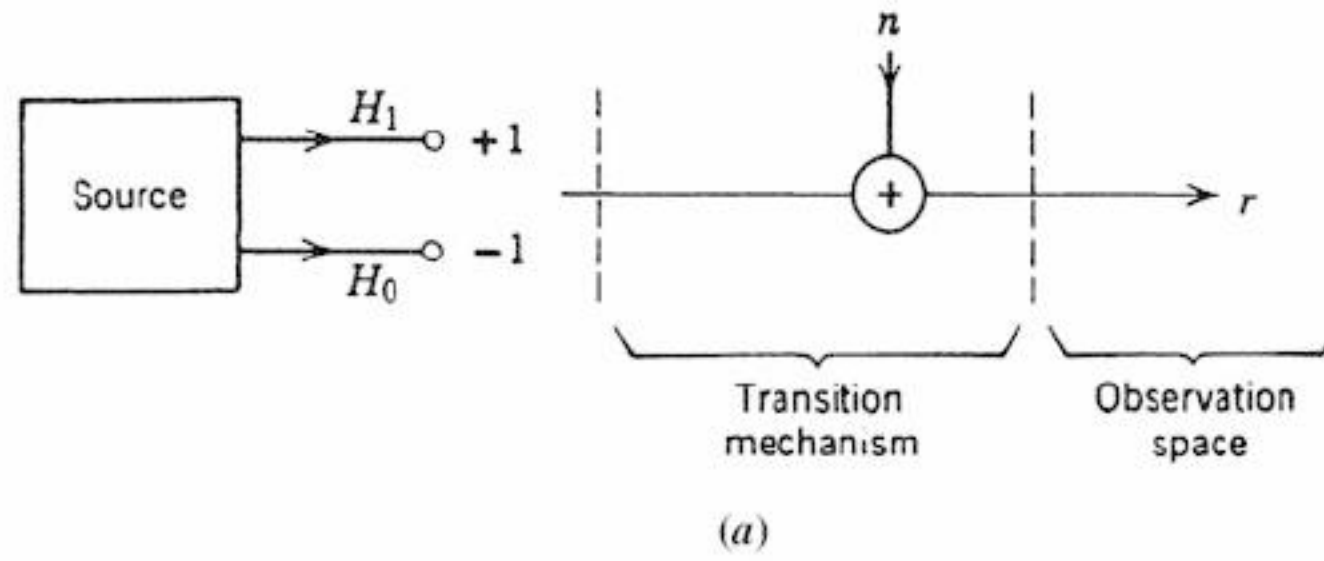 n
H₁ +1
Source
r
H₀ −1
Transition
mechanism
Observation
space
(a)